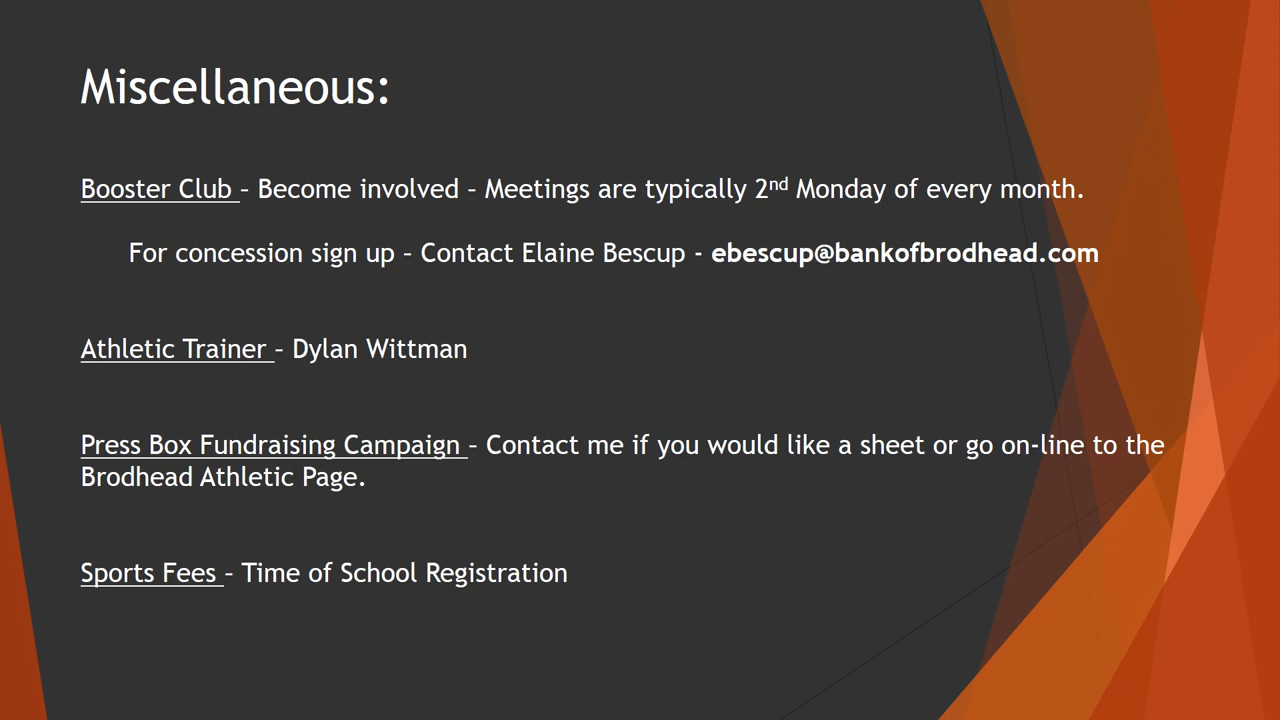 Miscellaneous:
Booster Club – Become involved – Meetings are typically 2nd Monday of every month.
For concession sign up – Contact Elaine Bescup - ebescup@bankofbrodhead.com
Athletic Trainer – Dylan Wittman
Press Box Fundraising Campaign – Contact me if you would like a sheet or go on-line to the
Brodhead Athletic Page.
Sports Fees – Time of School Registration